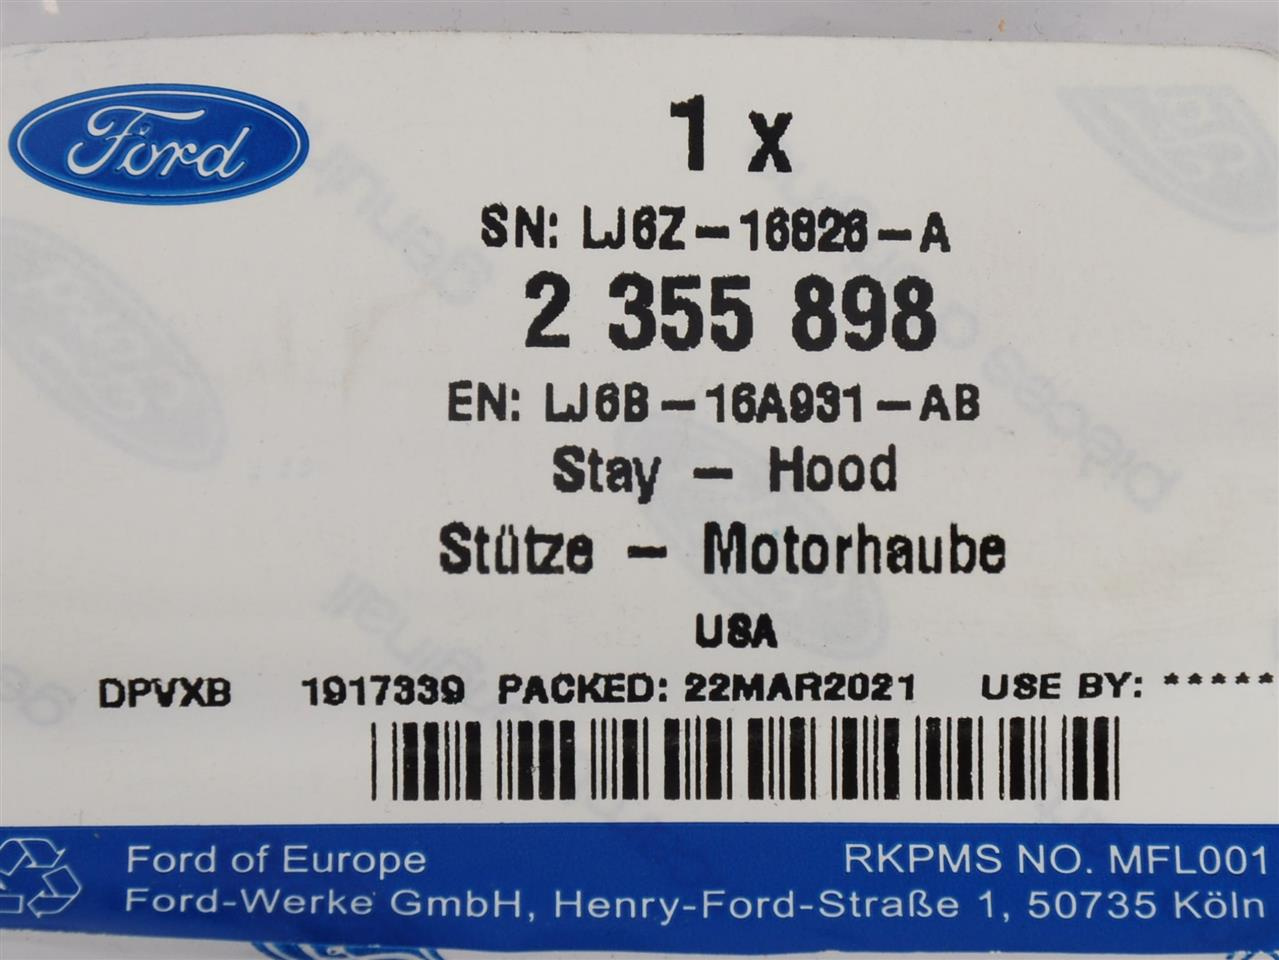 Ford
1 x
SN: LJ6Z-16826-A
2 355 898
EN: LJ6B-16A931-AB
Stay - Hood
Stütze - Motorhaube
USA
DPVXB 1917339 PACKED: 22MAR2021 USE BY: *****
Ford of Europe RKPMS NO. MFL001
Ford-Werke GmbH, Henry-Ford-Straße 1, 50735 Köln